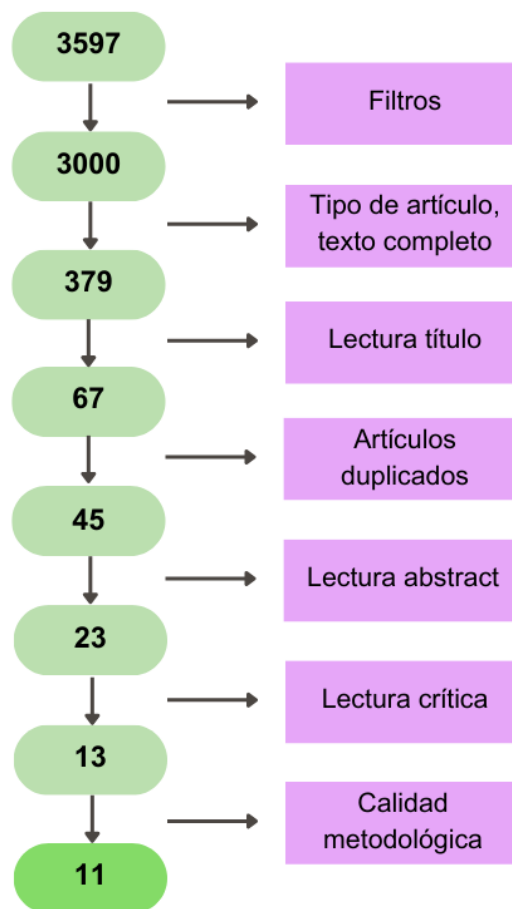 3597
Filtros
3000
Tipo de artículo,
texto completo
379
Lectura título
67
Artículos
duplicados
45
Lectura abstract
23
Lectura crítica
13
Calidad
metodológica
11